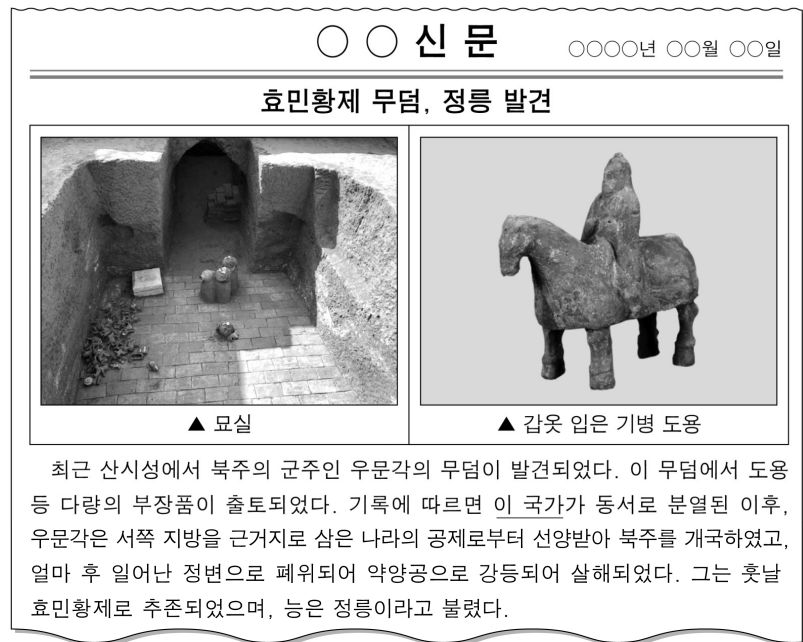 ○○신문
○○○○년 ○○월 ○○일
효민황제 무덤, 정릉 발견
▲ 묘실
▲ 갑옷 입은 기병 도용
최근 산시성에서 북주의 군주인 우문각의 무덤이 발견되었다. 이 무덤에서 도용
등 다량의 부장품이 출토되었다. 기록에 따르면 이 국가가 동서로 분열된 이후,
우문각은 서쪽 지방을 근거지로 삼은 나라의 공제로부터 선양받아 북주를 개국하였고,
얼마 후 일어난 정변으로 폐위되어 약양공으로 강등되어 살해되었다. 그는 훗날
효민황제로 추존되었으며, 능은 정릉이라고 불렸다.